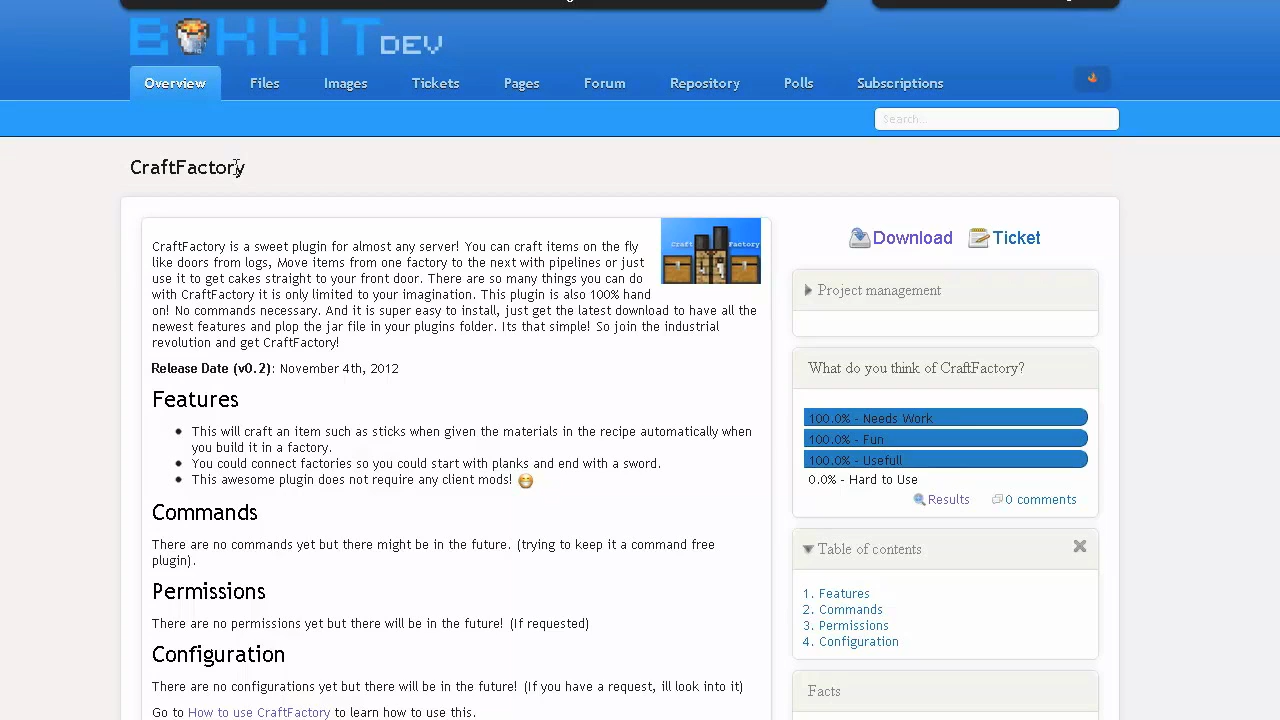 BUKKIT DEV
Overview Files Images Tickets Pages Forum Repository Polls Subscriptions
Search...
CraftFactory
Craft Factory
CraftFactory is a sweet plugin for almost any server! You can craft items on the fly
like doors from logs, Move items from one factory to the next with pipelines or just
use it to get cakes straight to your front door. There are so many things you can do
with CraftFactory it is only limited to your imagination. This plugin is also 100% hand
on! No commands necessary. And it is super easy to install, just get the latest download to have all the
newest features and plop the jar file in your plugins folder. Its that simple! So join the industrial
revolution and get CraftFactory!
Release Date (v0.2): November 4th, 2012
Features
This will craft an item such as sticks when given the materials in the recipe automatically when
you build it in a factory.
You could connect factories so you could start with planks and end with a sword.
This awesome plugin does not require any client mods!
Commands
There are no commands yet but there might be in the future. (trying to keep it a command free
plugin).
Permissions
There are no permissions yet but there will be in the future! (If requested)
Configuration
There are no configurations yet but there will be in the future! (If you have a request, ill look into it)
Go to How to use CraftFactory to learn how to use this.
Download Ticket
Project management
What do you think of CraftFactory?
100.0% - Needs Work
100.0% - Fun
100.0% - Usefull
0.0% - Hard to Use
Results 0 comments
Table of contents
1. Features
2. Commands
3. Permissions
4. Configuration
Facts